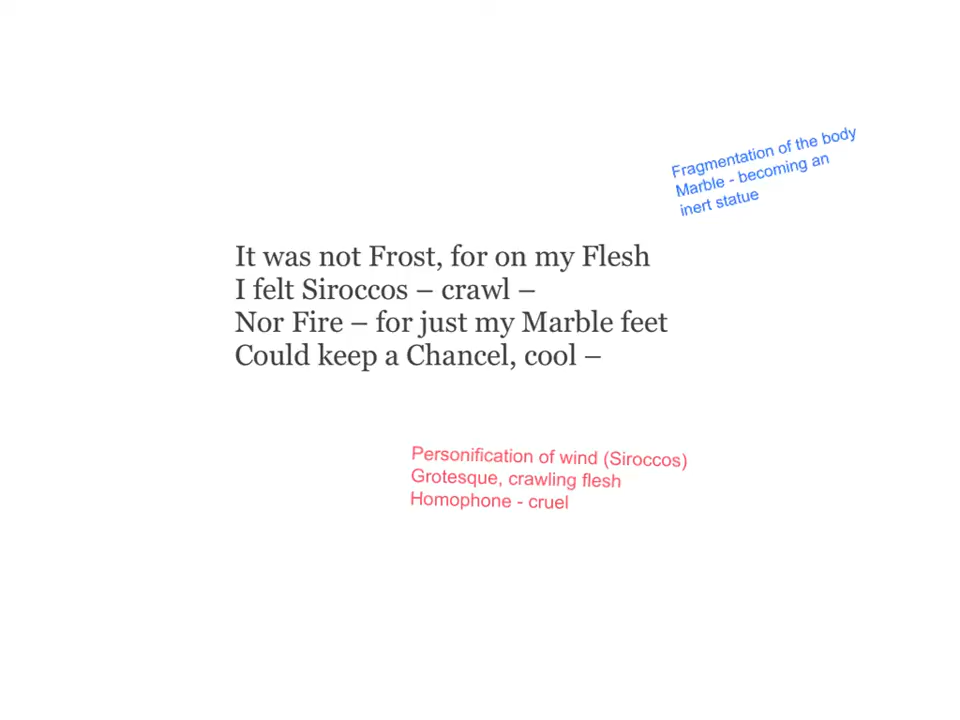 Fragmentation of the body
Marble - becoming an
inert statue
It was not Frost, for on my Flesh
I felt Siroccos – crawl –
Nor Fire – for just my Marble feet
Could keep a Chancel, cool –
Personification of wind (Siroccos)
Grotesque, crawling flesh
Homophone - cruel